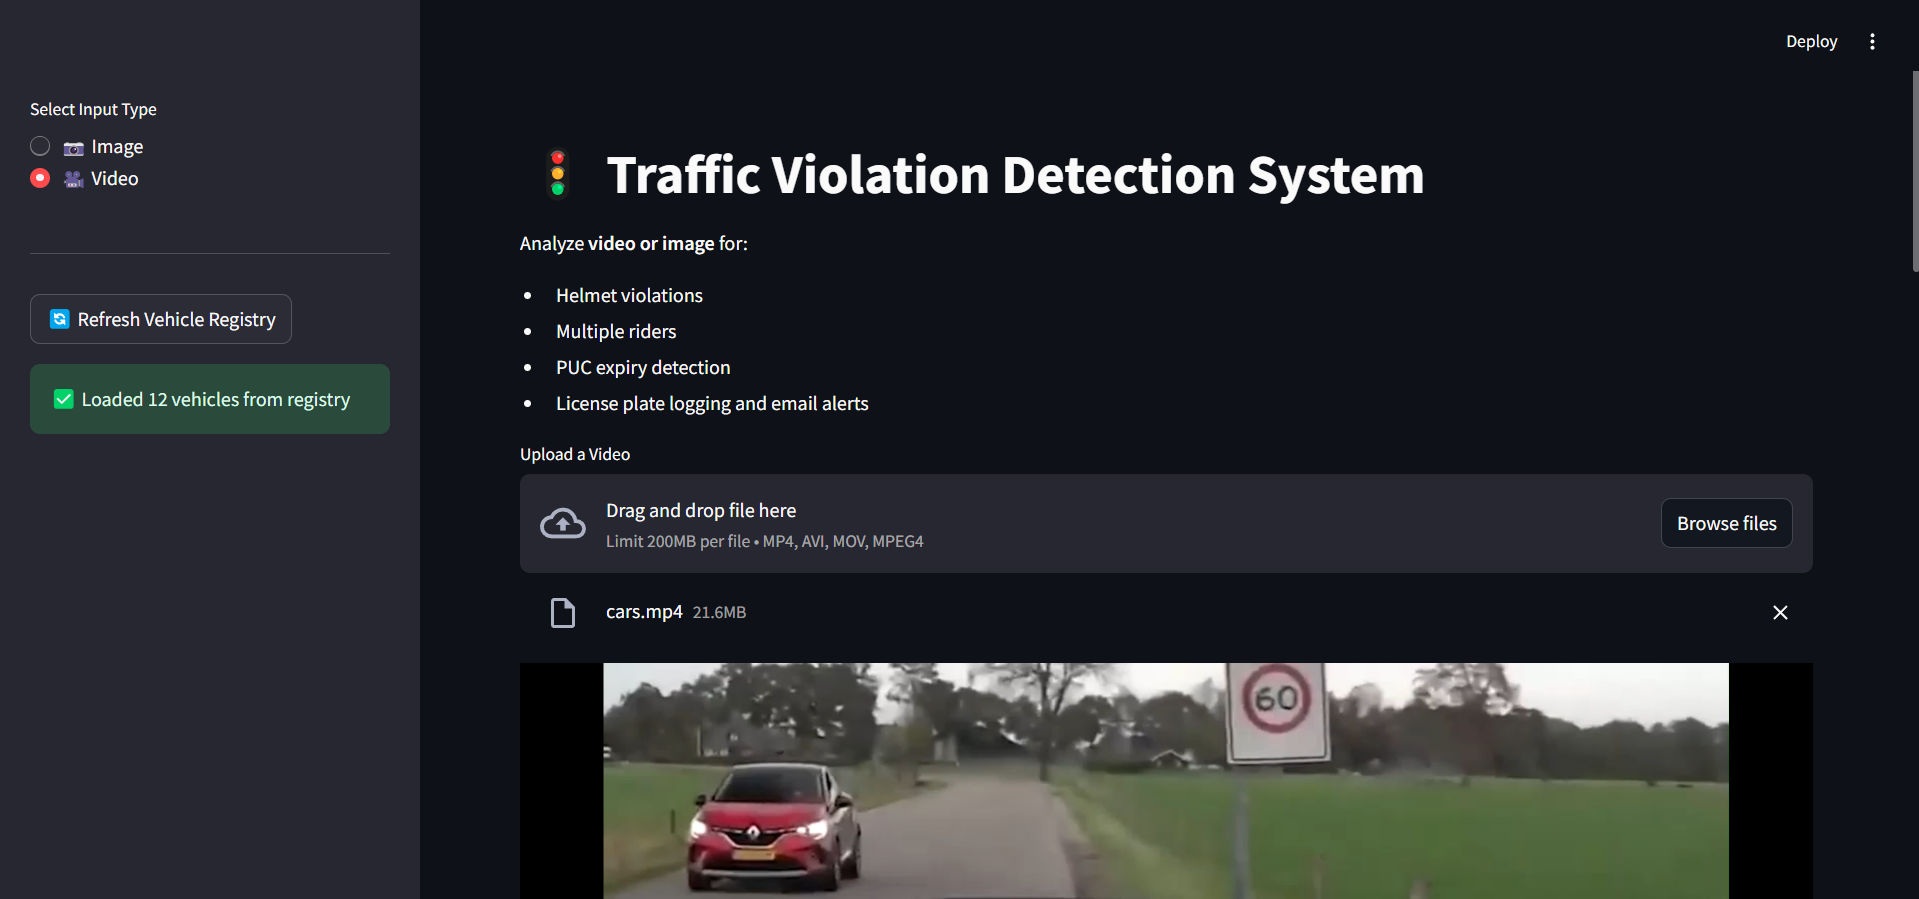 Deploy
Select Input Type
Image
Video
Refresh Vehicle Registry
Loaded 12 vehicles from registry
Traffic Violation Detection System
Analyze video or image for:
Helmet violations
Multiple riders
PUC expiry detection
License plate logging and email alerts
Upload a Video
Drag and drop file here
Limit 200MB per file • MP4, AVI, MOV, MPEG4
Browse files
cars.mp4 21.6MB
60